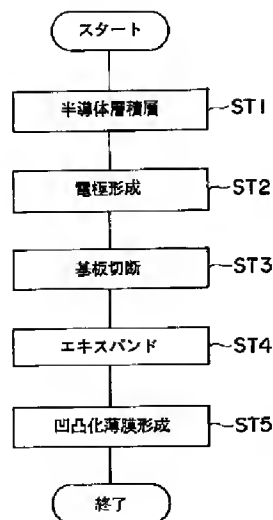 スタート
半導体層積層 ST1
電極形成 ST2
基板切断 ST3
エキスパンド ST4
凹凸化薄膜形成 ST5
終了